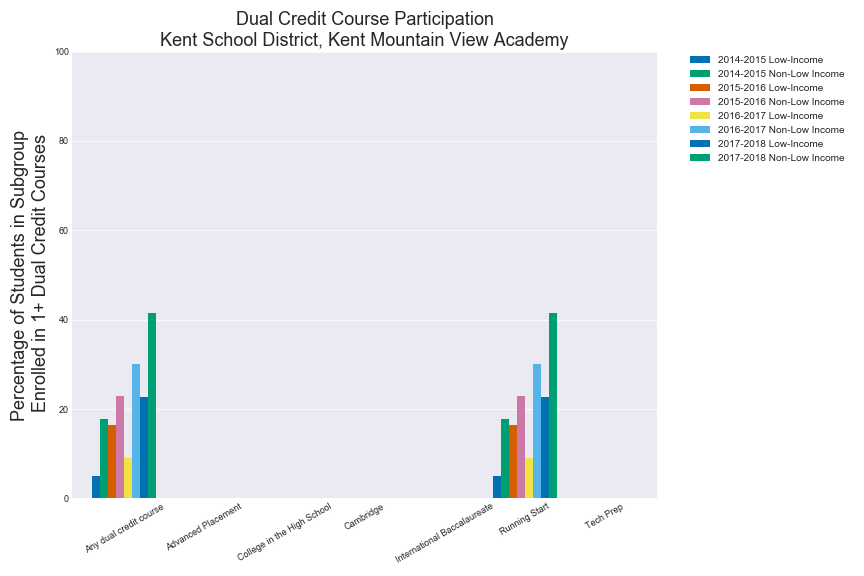 Dual Credit Course Participation
Kent School District, Kent Mountain View Academy
Percentage of Students in Subgroup
Enrolled in 1+ Dual Credit Courses
100
80
60
40
20
0
Any dual credit course
Advanced Placement
College in the High School
Cambridge
International Baccalaureate
Running Start
Tech Prep
2014-2015 Low-Income
2014-2015 Non-Low Income
2015-2016 Low-Income
2015-2016 Non-Low Income
2016-2017 Low-Income
2016-2017 Non-Low Income
2017-2018 Low-Income
2017-2018 Non-Low Income